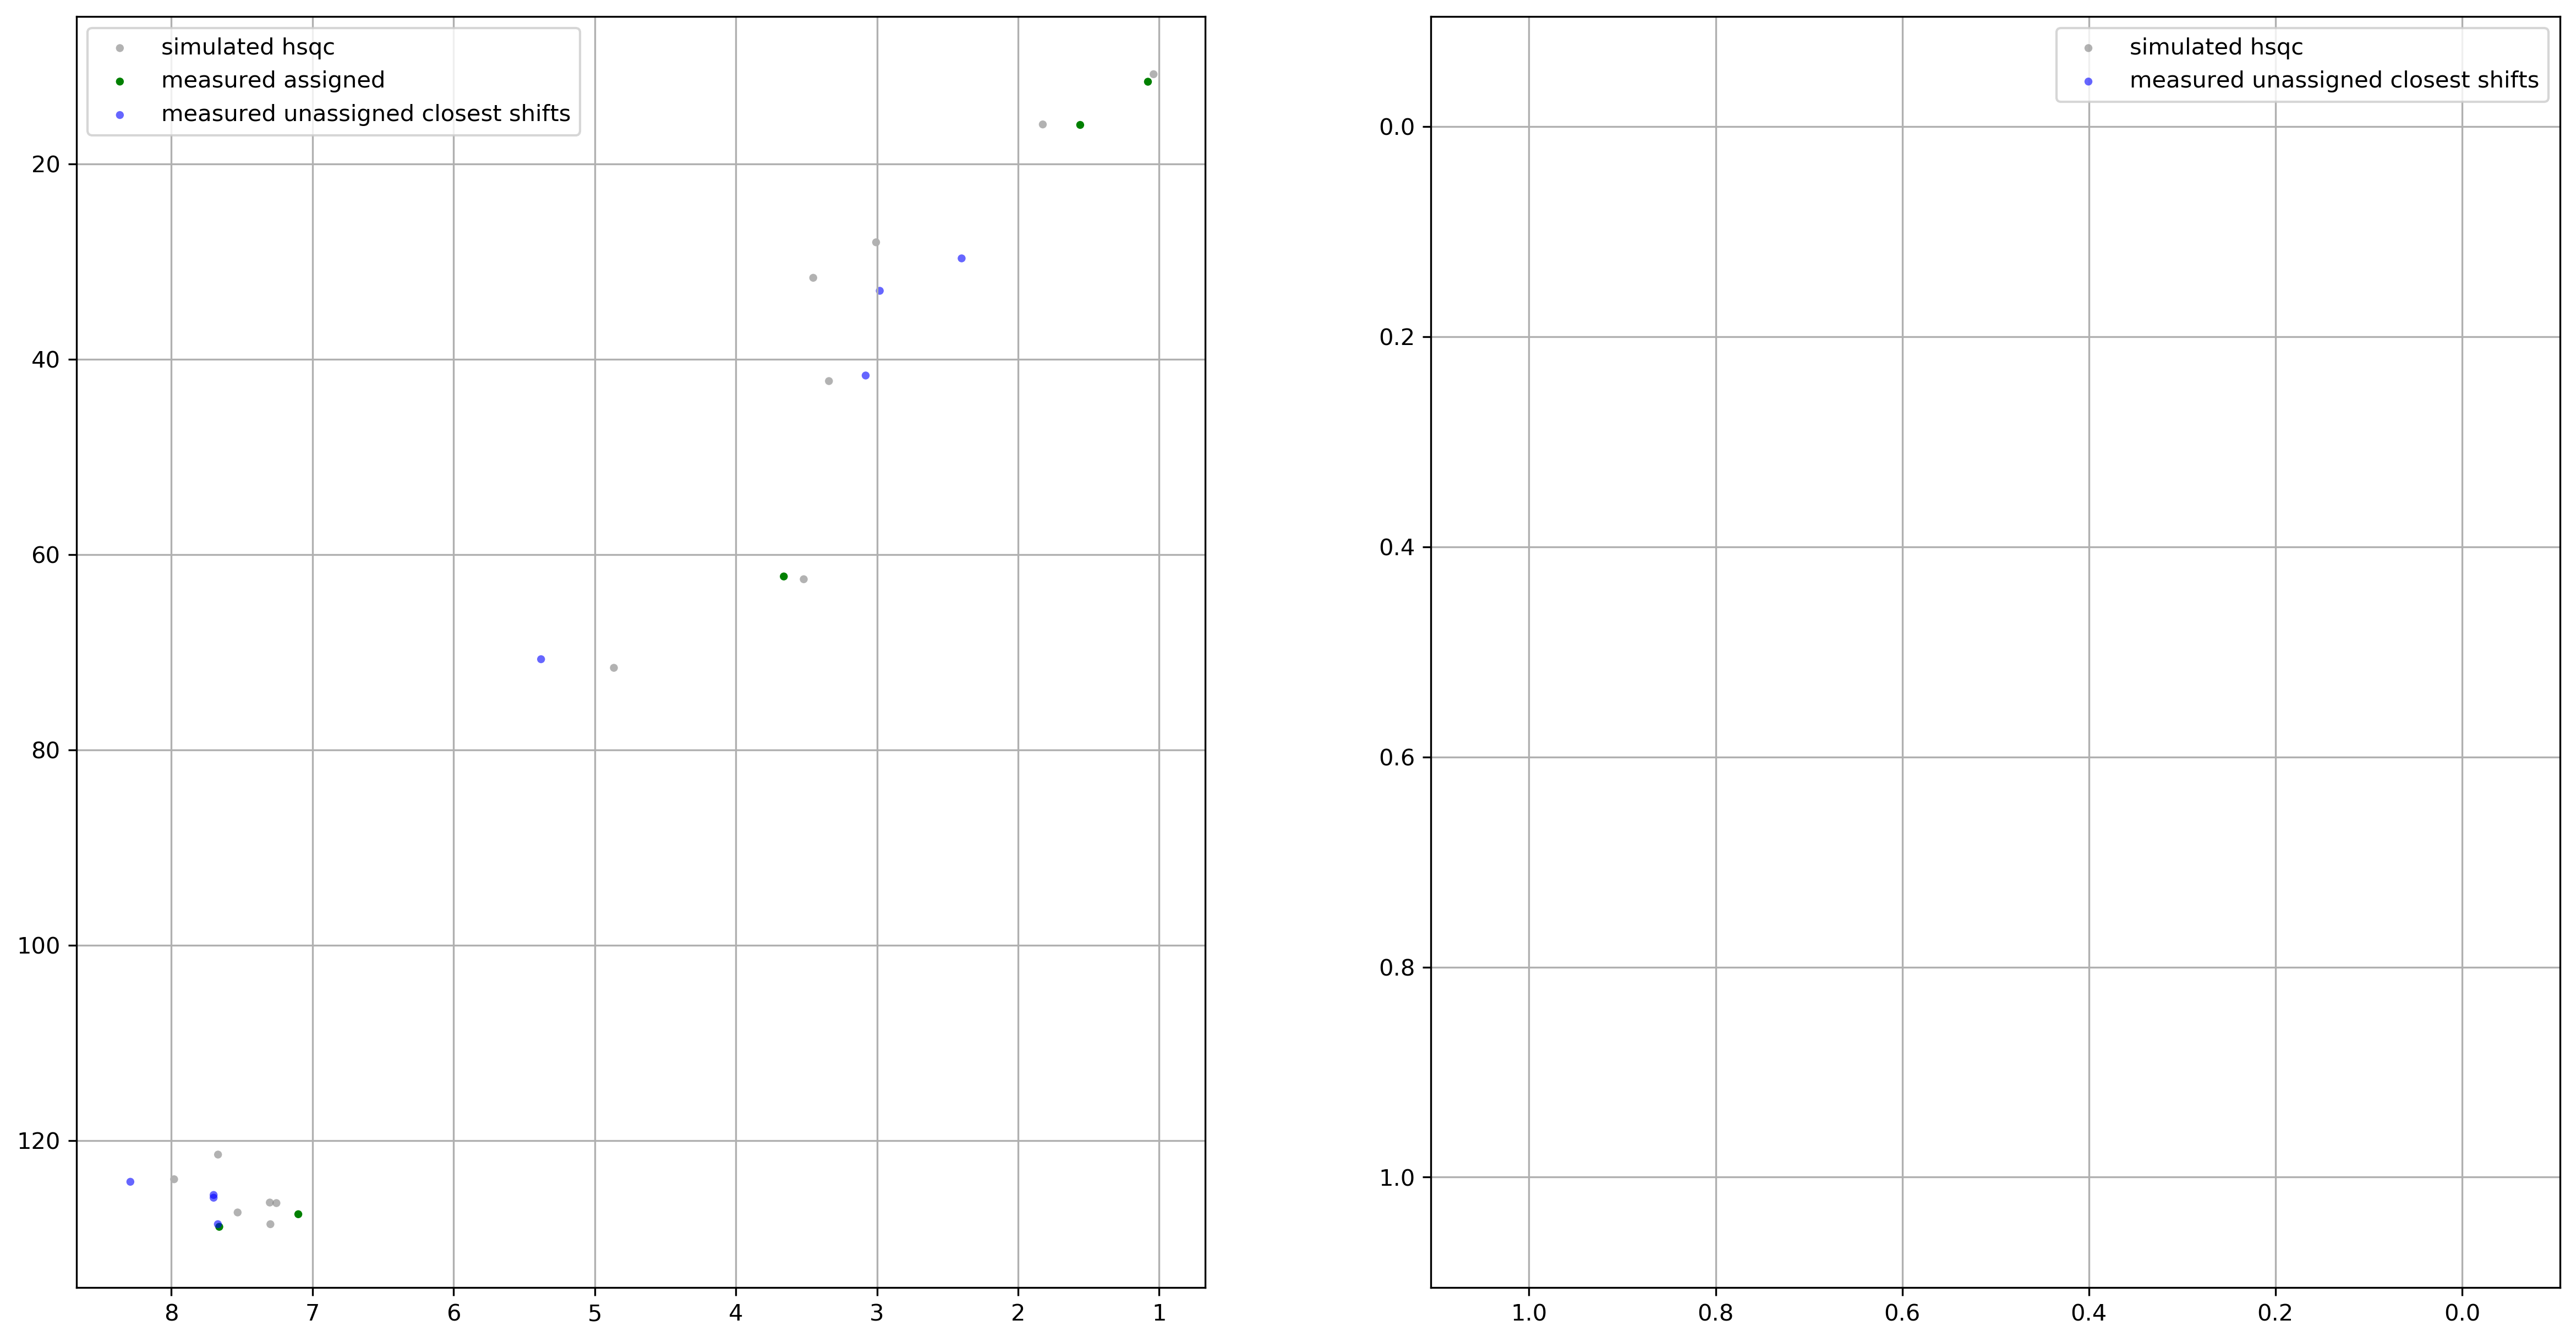 simulated hsqc
measured assigned
measured unassigned closest shifts
20
40
60
80
100
120
8 7 6 5 4 3 2 1
simulated hsqc
measured unassigned closest shifts
0.0
0.2
0.4
0.6
0.8
1.0
1.0 0.8 0.6 0.4 0.2 0.0